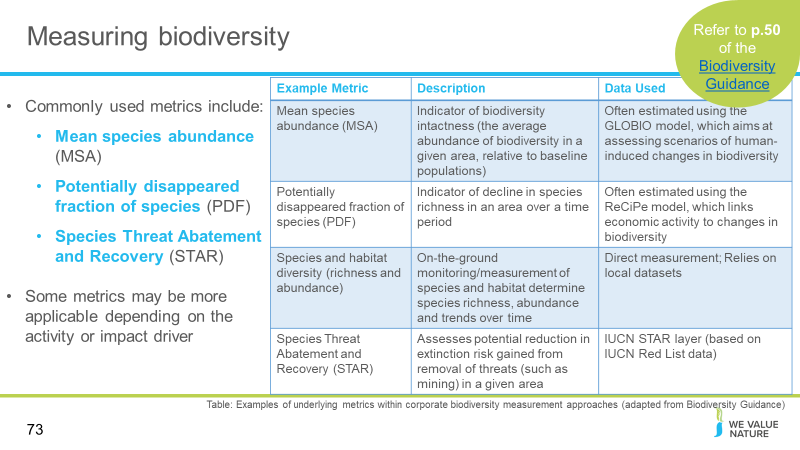 Measuring biodiversity
Refer to p.50
of the
Biodiversity
Guidance
• Commonly used metrics include:
• Mean species abundance
(MSA)
• Potentially disappeared
fraction of species (PDF)
• Species Threat Abatement
and Recovery (STAR)
• Some metrics may be more
applicable depending on the
activity or impact driver
Example Metric
Description
Data Used
Mean species
abundance (MSA)
Indicator of biodiversity
intactness (the average
abundance of biodiversity in a
given area, relative to baseline
populations)
Often estimated using the
GLOBIO model, which aims at
assessing scenarios of human-
induced changes in biodiversity
Potentially
disappeared fraction of
species (PDF)
Indicator of decline in species
richness in an area over a time
period
Often estimated using the
ReCiPe model, which links
economic activity to changes in
biodiversity
Species and habitat
diversity (richness and
abundance)
On-the-ground
monitoring/measurement of
species and habitat determine
species richness, abundance
and trends over time
Direct measurement; Relies on
local datasets
Species Threat
Abatement and
Recovery (STAR)
Assesses potential reduction in
extinction risk gained from
removal of threats (such as
mining) in a given area
IUCN STAR layer (based on
IUCN Red List data)
Table: Examples of underlying metrics within corporate biodiversity measurement approaches (adapted from Biodiversity Guidance)
73
WE VALUE
NATURE